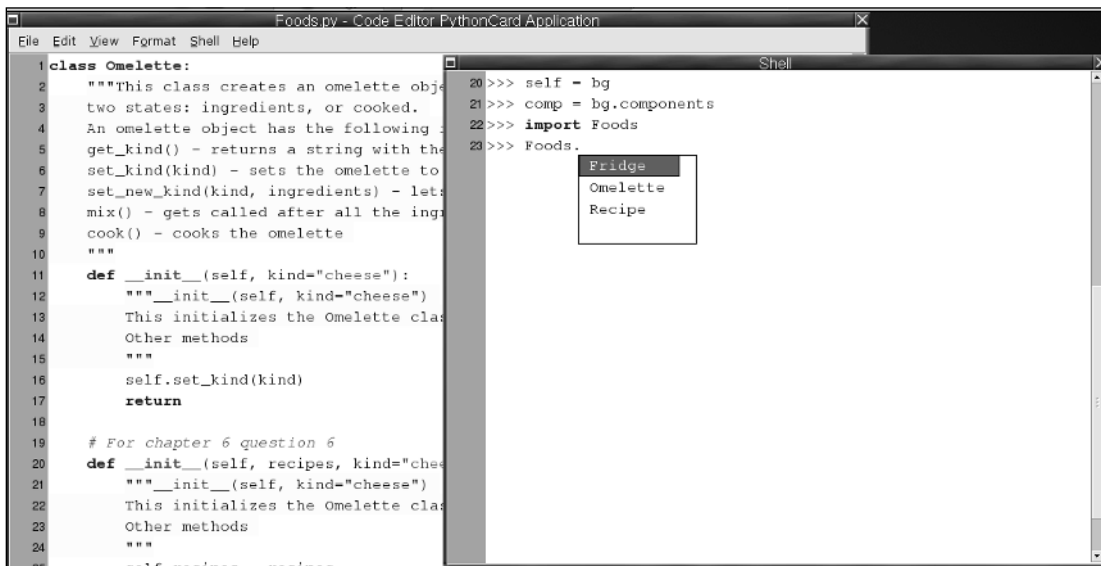 Foods.py - Code Editor PythonCard Application
File Edit View Format Shell Help
1 class Omelette:
2 """This class creates an omelette obje
3 two states: ingredients, or cooked.
4 An omelette object has the following
5 get_kind() - returns a string with the
6 set_kind(kind) - sets the omelette to
7 set_new_kind(kind, ingredients) - let
8 mix() - gets called after all the ing
9 cook() - cooks the omelette
10 """
11 def __init__(self, kind="cheese"):
12 """__init__(self, kind="cheese")
13 This initializes the Omelette clas
14 Other methods
15 """
16 self.set_kind(kind)
17 return
18
19 # For chapter 6 question 6
20 def __init__(self, recipes, kind="chee
21 """__init__(self, kind="cheese")
22 This initializes the Omelette clas
23 Other methods
24 """
Shell
20 >>> self = bg
21 >>> comp = bg.components
22 >>> import Foods
23 >>> Foods.
Fridge
Omelette
Recipe